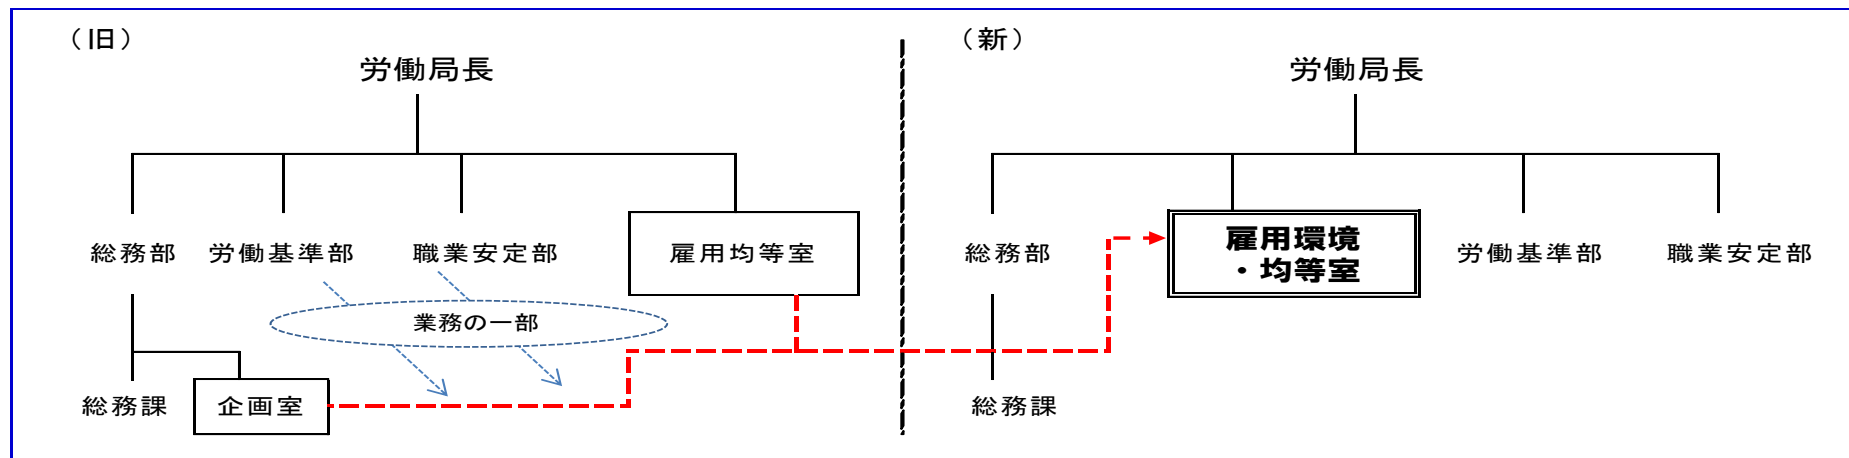 （旧）
労働局長
総務部
労働基準部
職業安定部
雇用均等室
業務の一部
総務課
企画室
（新）
労働局長
総務部
雇用環境
・均等室
労働基準部
職業安定部
総務課